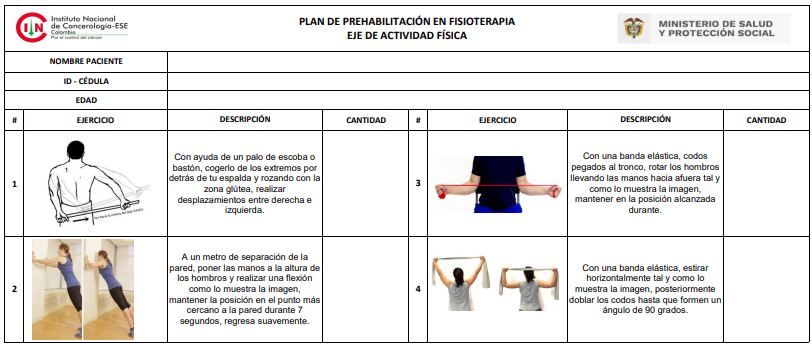 Instituto Nacional
de Cancerología-ESE
Colombia
Por el control del cáncer
PLAN DE PREHABILITACIÓN EN FISIOTERAPIA
EJE DE ACTIVIDAD FÍSICA
MINISTERIO DE SALUD
Y PROTECCIÓN SOCIAL
NOMBRE PACIENTE
ID - CÉDULA
EDAD
# EJERCICIO DESCRIPCIÓN CANTIDAD # EJERCICIO DESCRIPCIÓN CANTIDAD
1
Con ayuda de un palo de escoba o
bastón, cogerlo de los extremos por
detrás de tu espalda y rozando con la
zona glútea, realizar
desplazamientos entre derecha e
izquierda.
3
Con una banda elástica, codos
pegados al tronco, rotar los hombros
llevando las manos hacia afuera tal y
como lo muestra la imagen,
mantener en la posición alcanzada
durante.
2
A un metro de separación de la
pared, poner las manos a la altura de
los hombros y realizar una flexión
como lo muestra la imagen,
mantener la posición en el punto más
cercano a la pared durante 7
segundos, regresa suavemente.
4
Con una banda elástica, estirar
horizontalmente tal y como lo
muestra la imagen, posteriormente
doblar los codos hasta que formen un
ángulo de 90 grados.